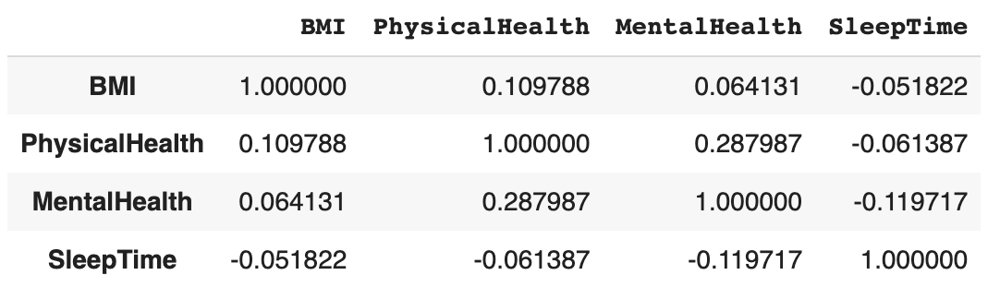 BMI PhysicalHealth MentalHealth SleepTime
BMI 1.000000 0.109788 0.064131 -0.051822
PhysicalHealth 0.109788 1.000000 0.287987 -0.061387
MentalHealth 0.064131 0.287987 1.000000 -0.119717
SleepTime -0.051822 -0.061387 -0.119717 1.000000